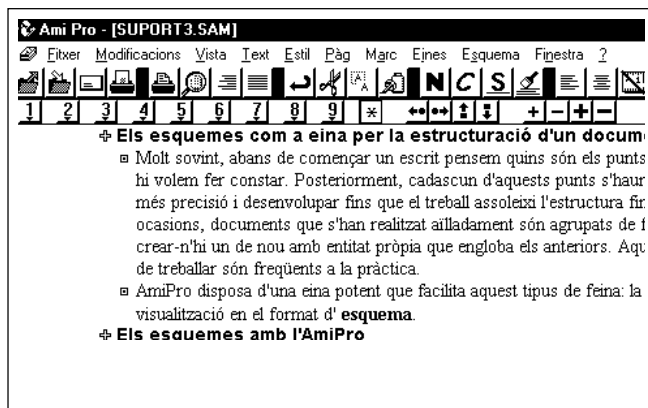 Ami Pro - [SUPORT3.SAM]
Fitxer Modificacions Vista Text Estil Pàg Marc Eines Esquema Finestra ?
N C S
1 2 3 4 5 6 7 8 9 * + - + -
Els esquemes com a eina per la estructuració d'un docum
Molt sovint, abans de començar un escrit pensem quins són els punts
hi volem fer constar. Posteriorment, cadascun d'aquests punts s'haur
més precisió i desenvolupar fins que el treball assoleixi l'estructura fin
ocasions, documents que s'han realitzat aïlladament són agrupats de f
crear-n'hi un de nou amb entitat pròpia que engloba els anteriors. Aqu
de treballar són freqüents a la pràctica.
AmiPro disposa d'una eina potent que facilita aquest tipus de feina: la
visualització en el format d' esquema.
Els esquemes amb l'AmiPro